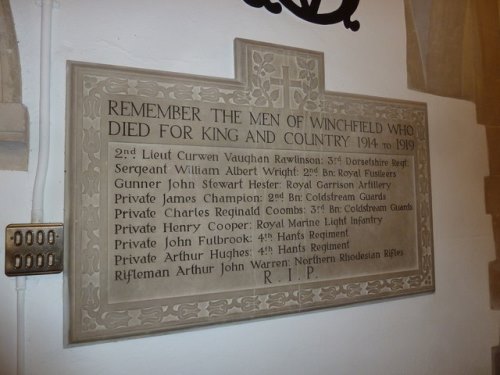 REMEMBER THE MEN OF WINCHFIELD WHO
DIED FOR KING AND COUNTRY 1914 TO 1919
2nd. Lieut Curwen Vaughan Rawlinson: 3rd Dorsetshire Regt.
Sergeant William Albert Wright: 2nd Bn: Royal Fusileers
Gunner John Stewart Hester: Royal Garrison Artillery
Private James Champion: 2nd Bn: Coldstream Guards
Private Charles Reginald Coombs: 3rd Bn: Coldstream Guards
Private Henry Cooper: Royal Marine Light Infantry
Private John Fulbrook: 4th Hants Regiment
Private Arthur Hughes: 4th Hants Regiment
Rifleman Arthur John Warren: Northern Rhodesian Rifles
R. I. P.